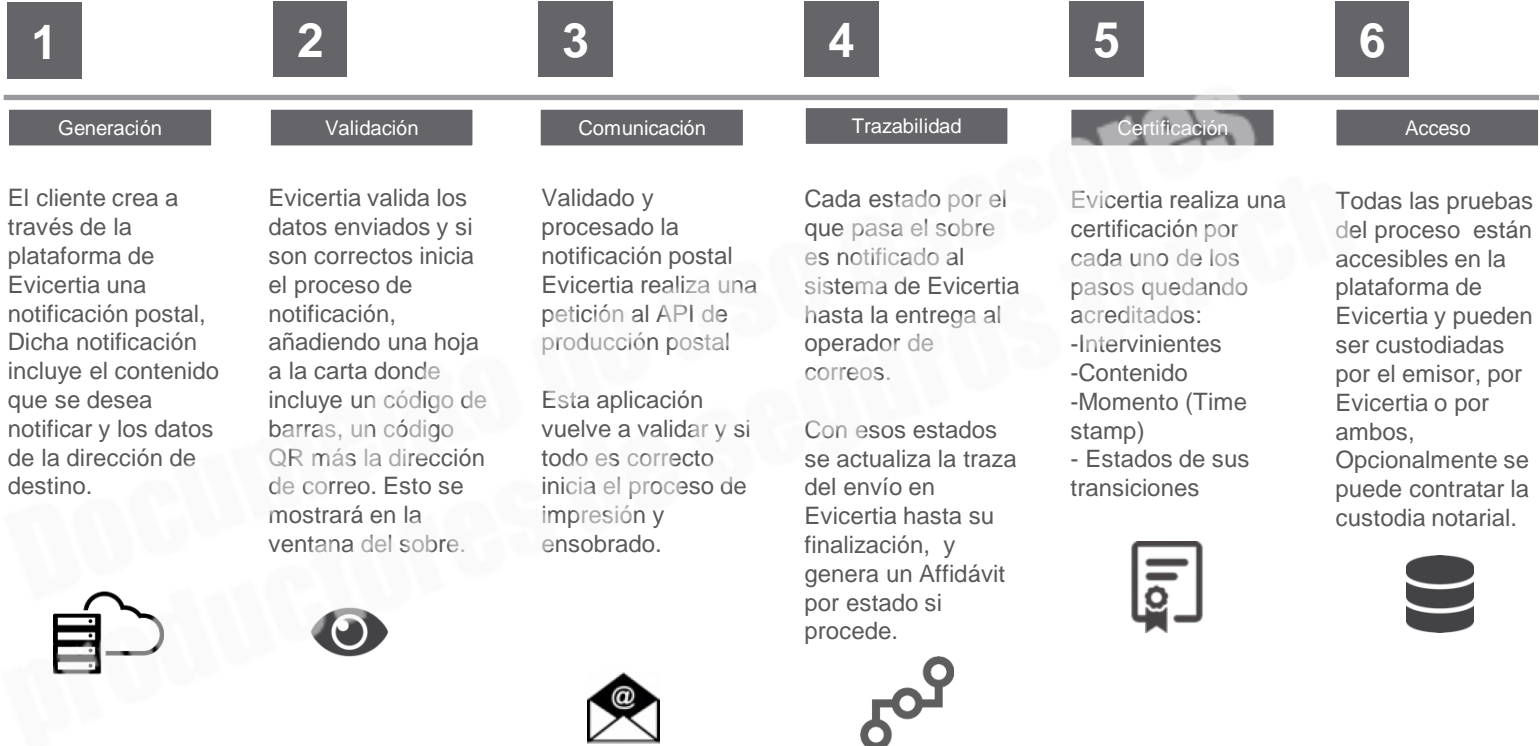 1
2
3
4
5
6
Generación
Validación
Comunicación
Trazabilidad
Certificación
Acceso
El cliente crea a
través de la
plataforma de
Evicertia una
notificación postal,
Dicha notificación
incluye el contenido
que se desea
notificar y los datos
de la dirección de
destino.
Evicertia valida los
datos enviados y si
son correctos inicia
el proceso de
notificación,
añadiendo una hoja
a la carta donde
incluye un código de
barras, un código
QR más la dirección
de correo. Esto se
mostrará en la
ventana del sobre.
Validado y
procesado la
notificación postal
Evicertia realiza una
petición al API de
producción postal
Esta aplicación
vuelve a validar y si
todo es correcto
inicia el proceso de
impresión y
ensobrado.
@
Cada estado por el
que pasa el sobre
es notificado al
sistema de Evicertia
hasta la entrega al
operador de
correos.
Con esos estados
se actualiza la traza
del envío en
Evicertia hasta su
finalización, y
genera un Affidávit
por estado si
procede.
Evicertia realiza una
certificación por
cada uno de los
pasos quedando
acreditados:
-Intervinientes
-Contenido
-Momento (Time
stamp)
- Estados de sus
transiciones
Todas las pruebas
del proceso están
accesibles en la
plataforma de
Evicertia y pueden
ser custodiadas
por el emisor, por
Evicertia o por
ambos,
Opcionalmente se
puede contratar la
custodia notarial.
Documento de uso asesores
productores de seguros Zurich